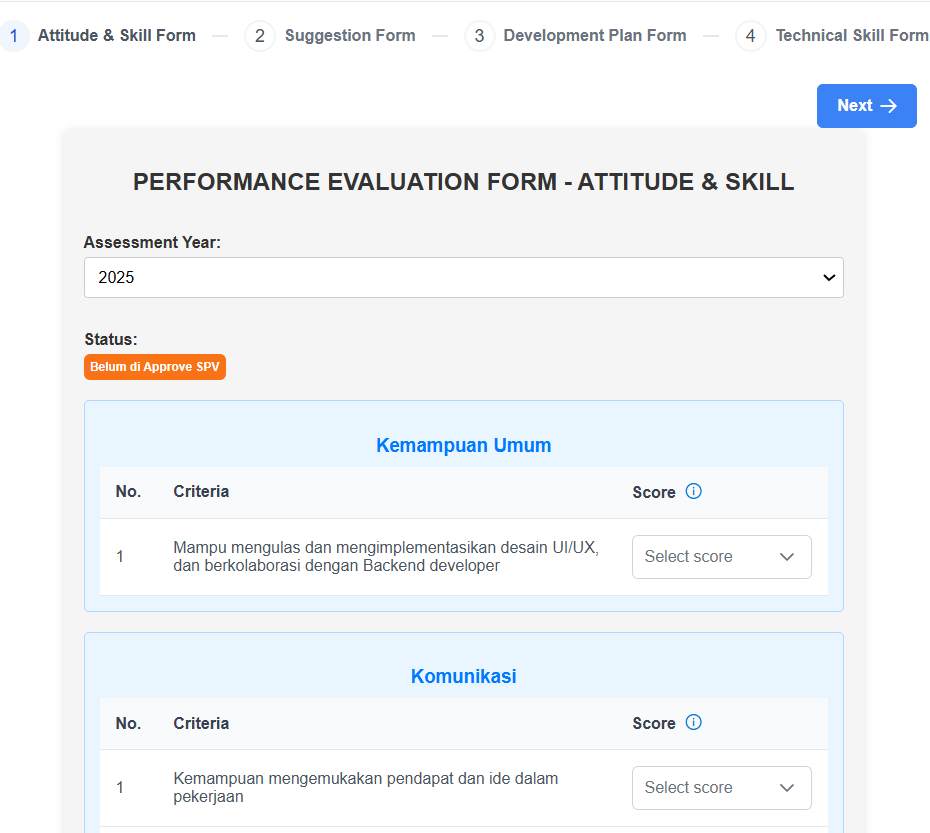 1 Attitude & Skill Form 2 Suggestion Form 3 Development Plan Form 4 Technical Skill Form
Next
PERFORMANCE EVALUATION FORM - ATTITUDE & SKILL
Assessment Year:
2025
Status:
Belum di Approve SPV
Kemampuan Umum
No. Criteria Score
1 Mampu mengulas dan mengimplementasikan desain UI/UX, Select score
dan berkolaborasi dengan Backend developer
Komunikasi
No. Criteria Score
1 Kemampuan mengemukakan pendapat dan ide dalam Select score
pekerjaan